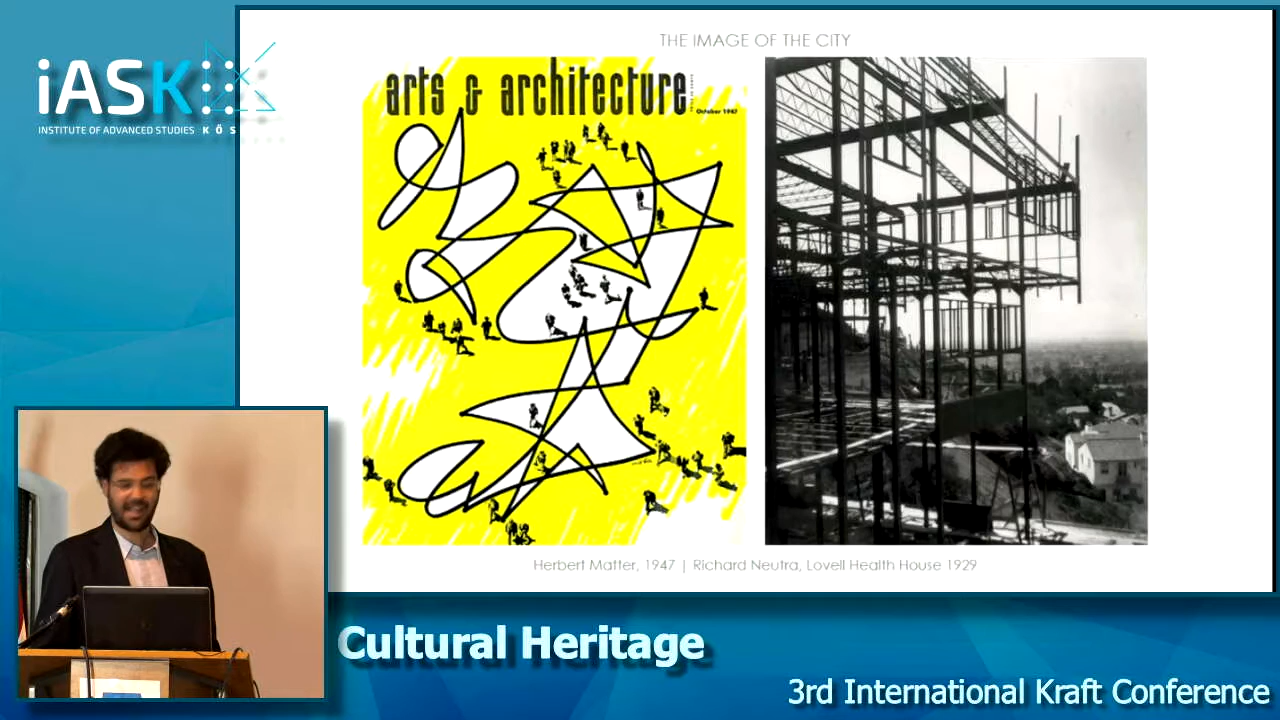 iASK
INSTITUTE OF ADVANCED STUDIES KŐS
THE IMAGE OF THE CITY
arts & architecture
October 1947
Herbert Matter, 1947 | Richard Neutra, Lovell Health House 1929
Cultural Heritage
3rd International Kraft Conference